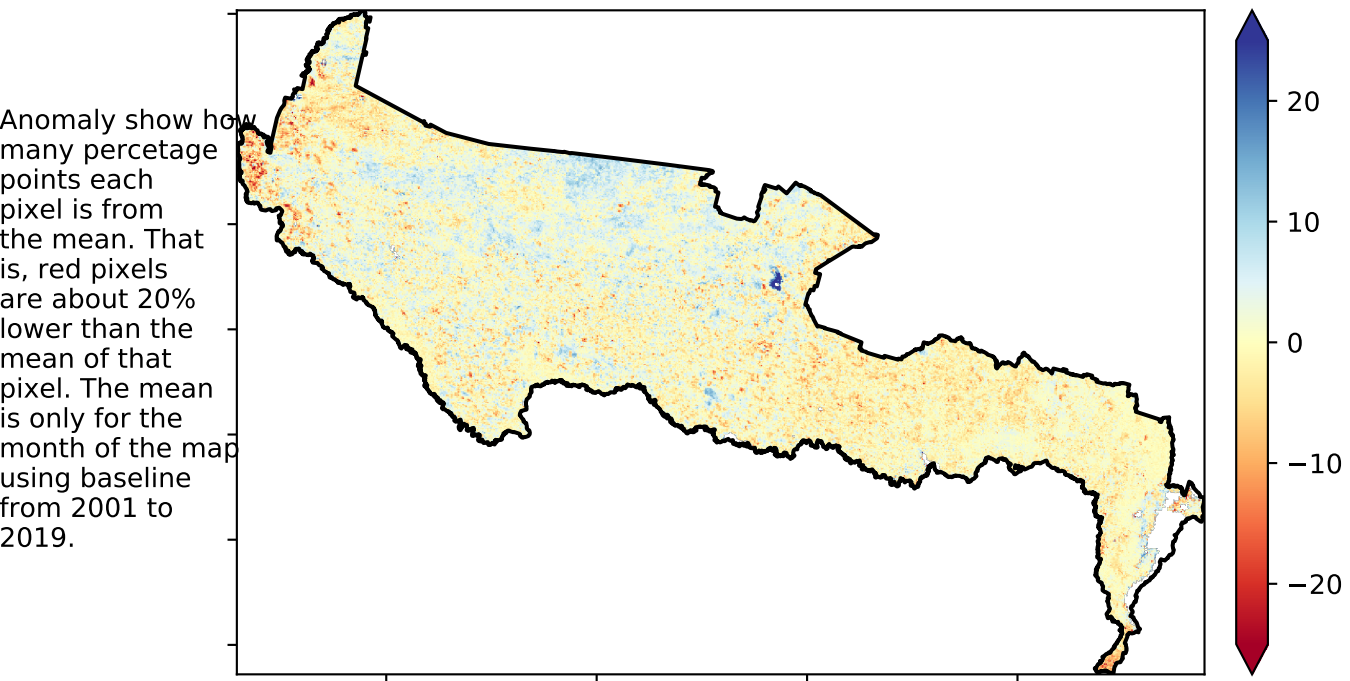 Anomaly show how
many percetage
points each
pixel is from
the mean. That
is, red pixels
are about 20%
lower than the
mean of that
pixel. The mean
is only for the
month of the map
using baseline
from 2001 to
2019.
20
10
0
−10
−20